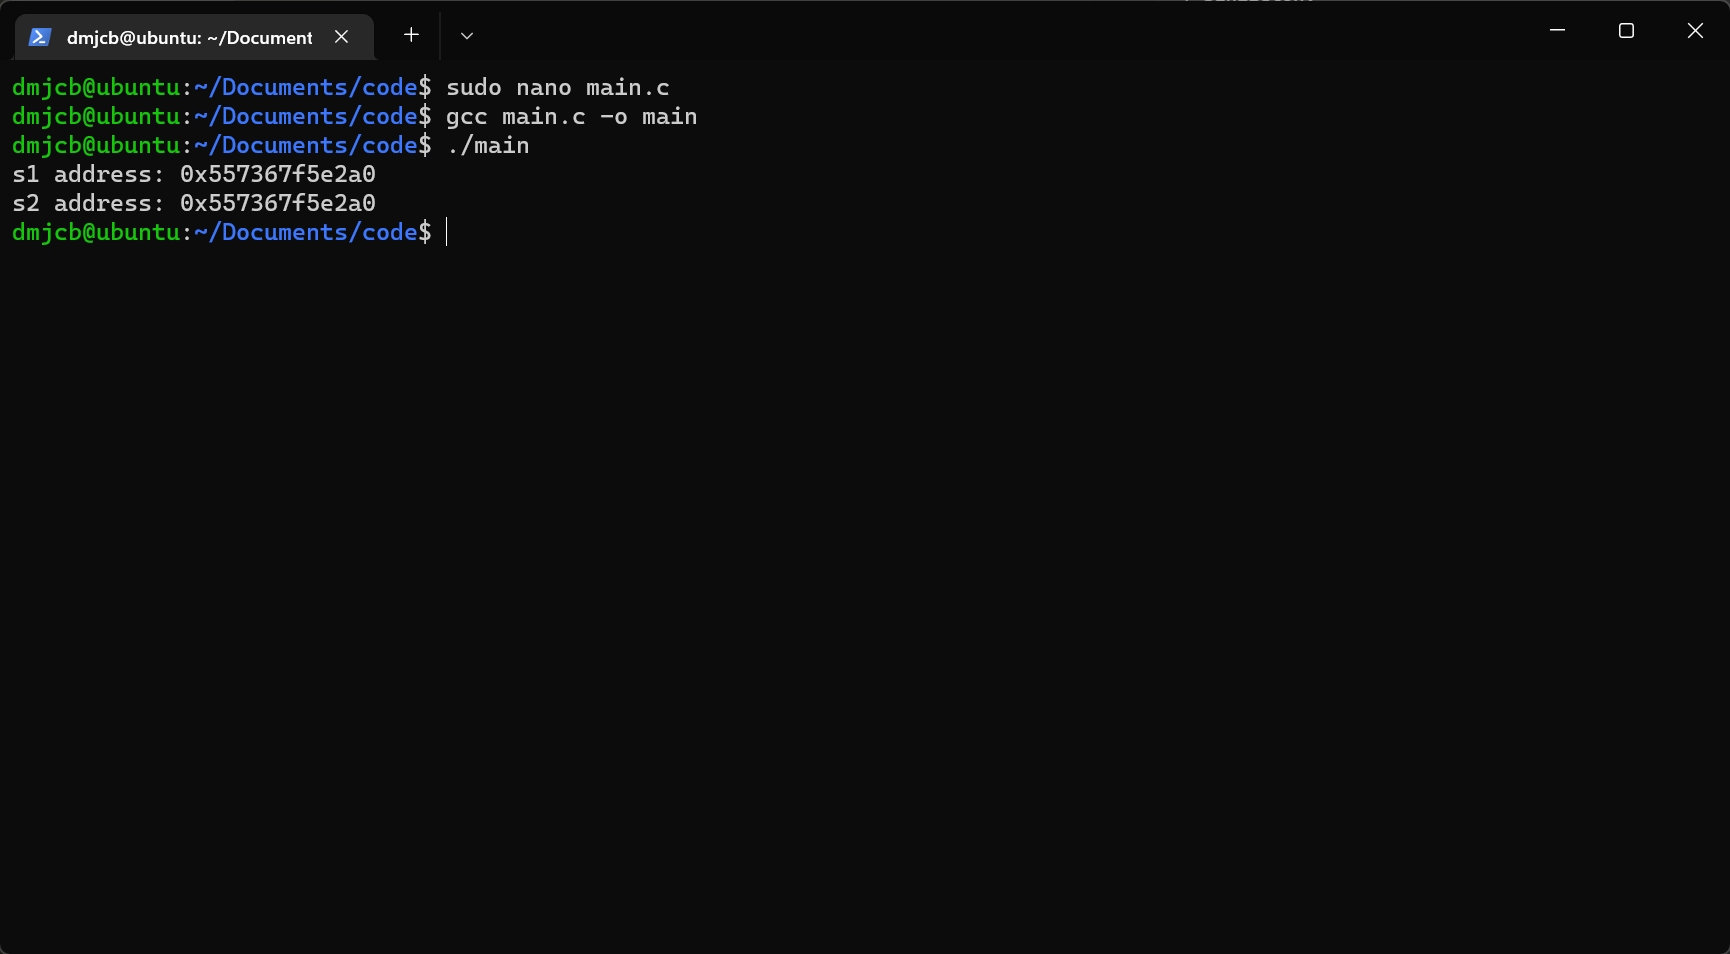 dmjcb@ubuntu: ~/Document
dmjcb@ubuntu:~/Documents/code$ sudo nano main.c
dmjcb@ubuntu:~/Documents/code$ gcc main.c -o main
dmjcb@ubuntu:~/Documents/code$ ./main
s1 address: 0x557367f5e2a0
s2 address: 0x557367f5e2a0
dmjcb@ubuntu:~/Documents/code$